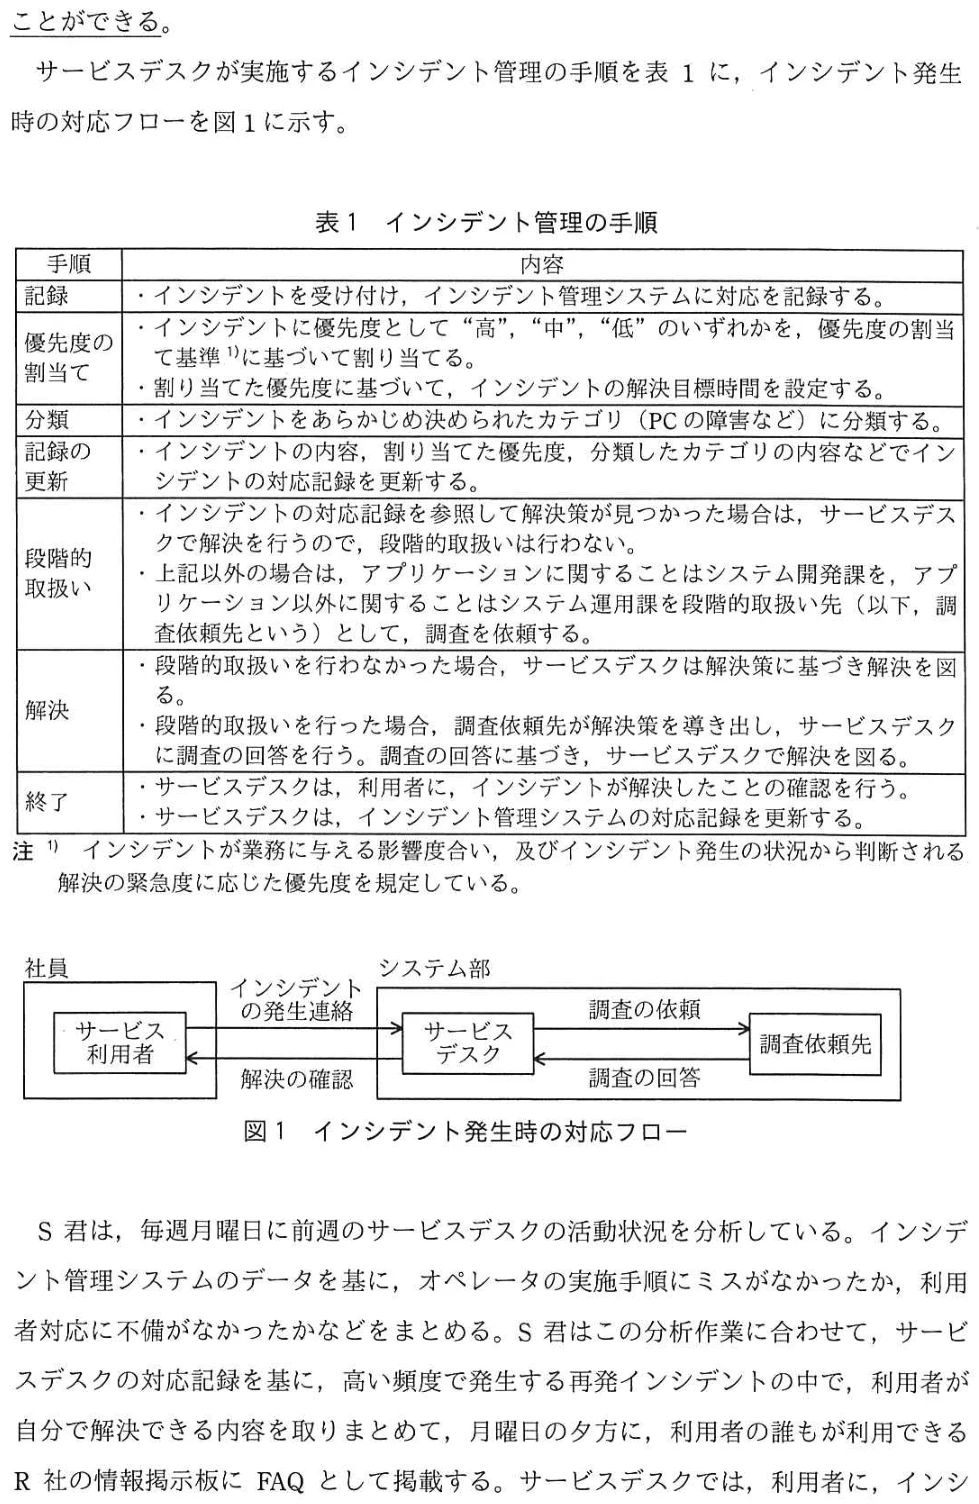 ことができる。
サービスデスクが実施するインシデント管理の手順を表 1 に，インシデント発生
時の対応フローを図 1 に示す。
表 1　インシデント管理の手順
手順　内容
記録　・インシデントを受け付け，インシデント管理システムに対応を記録する。
優先度の
割当て
・インシデントに優先度として“高”，“中”，“低”のいずれかを，優先度の割当
て基準¹⁾に基づいて割り当てる。
・割り当てた優先度に基づいて，インシデントの解決目標時間を設定する。
分類　・インシデントをあらかじめ決められたカテゴリ（PC の障害など）に分類する。
記録の
更新
・インシデントの内容，割り当てた優先度，分類したカテゴリの内容などでイン
シデントの対応記録を更新する。
段階的
取扱い
・インシデントの対応記録を参照して解決策が見つかった場合は，サービスデス
クで解決を行うので，段階的取扱いは行わない。
・上記以外の場合は，アプリケーションに関することはシステム開発課を，アプ
リケーション以外に関することはシステム運用課を段階的取扱い先（以下，調
査依頼先という）として，調査を依頼する。
解決
・段階的取扱いを行わなかった場合，サービスデスクは解決策に基づき解決を図
る。
・段階的取扱いを行った場合，調査依頼先が解決策を導き出し，サービスデスク
に調査の回答を行う。調査の回答に基づき，サービスデスクで解決を図る。
終了
・サービスデスクは，利用者に，インシデントが解決したことの確認を行う。
・サービスデスクは，インシデント管理システムの対応記録を更新する。
注 ¹⁾　インシデントが業務に与える影響度合い，及びインシデント発生の状況から判断される
解決の緊急度に応じた優先度を規定している。
社員
システム部
インシデント
の発生連絡
調査の依頼
サービス
利用者
サービス
デスク
調査依頼先
解決の確認
調査の回答
図 1　インシデント発生時の対応フロー
S 君は，毎週月曜日に前週のサービスデスクの活動状況を分析している。インシデ
ント管理システムのデータを基に，オペレータの実施手順にミスがなかったか，利用
者対応に不備がなかったかなどをまとめる。S 君はこの分析作業に合わせて，サービ
スデスクの対応記録を基に，高い頻度で発生する再発インシデントの中で，利用者が
自分で解決できる内容を取りまとめて，月曜日の夕方に，利用者の誰もが利用できる
R 社の情報掲示板に FAQ として掲載する。サービスデスクでは，利用者に，インシ